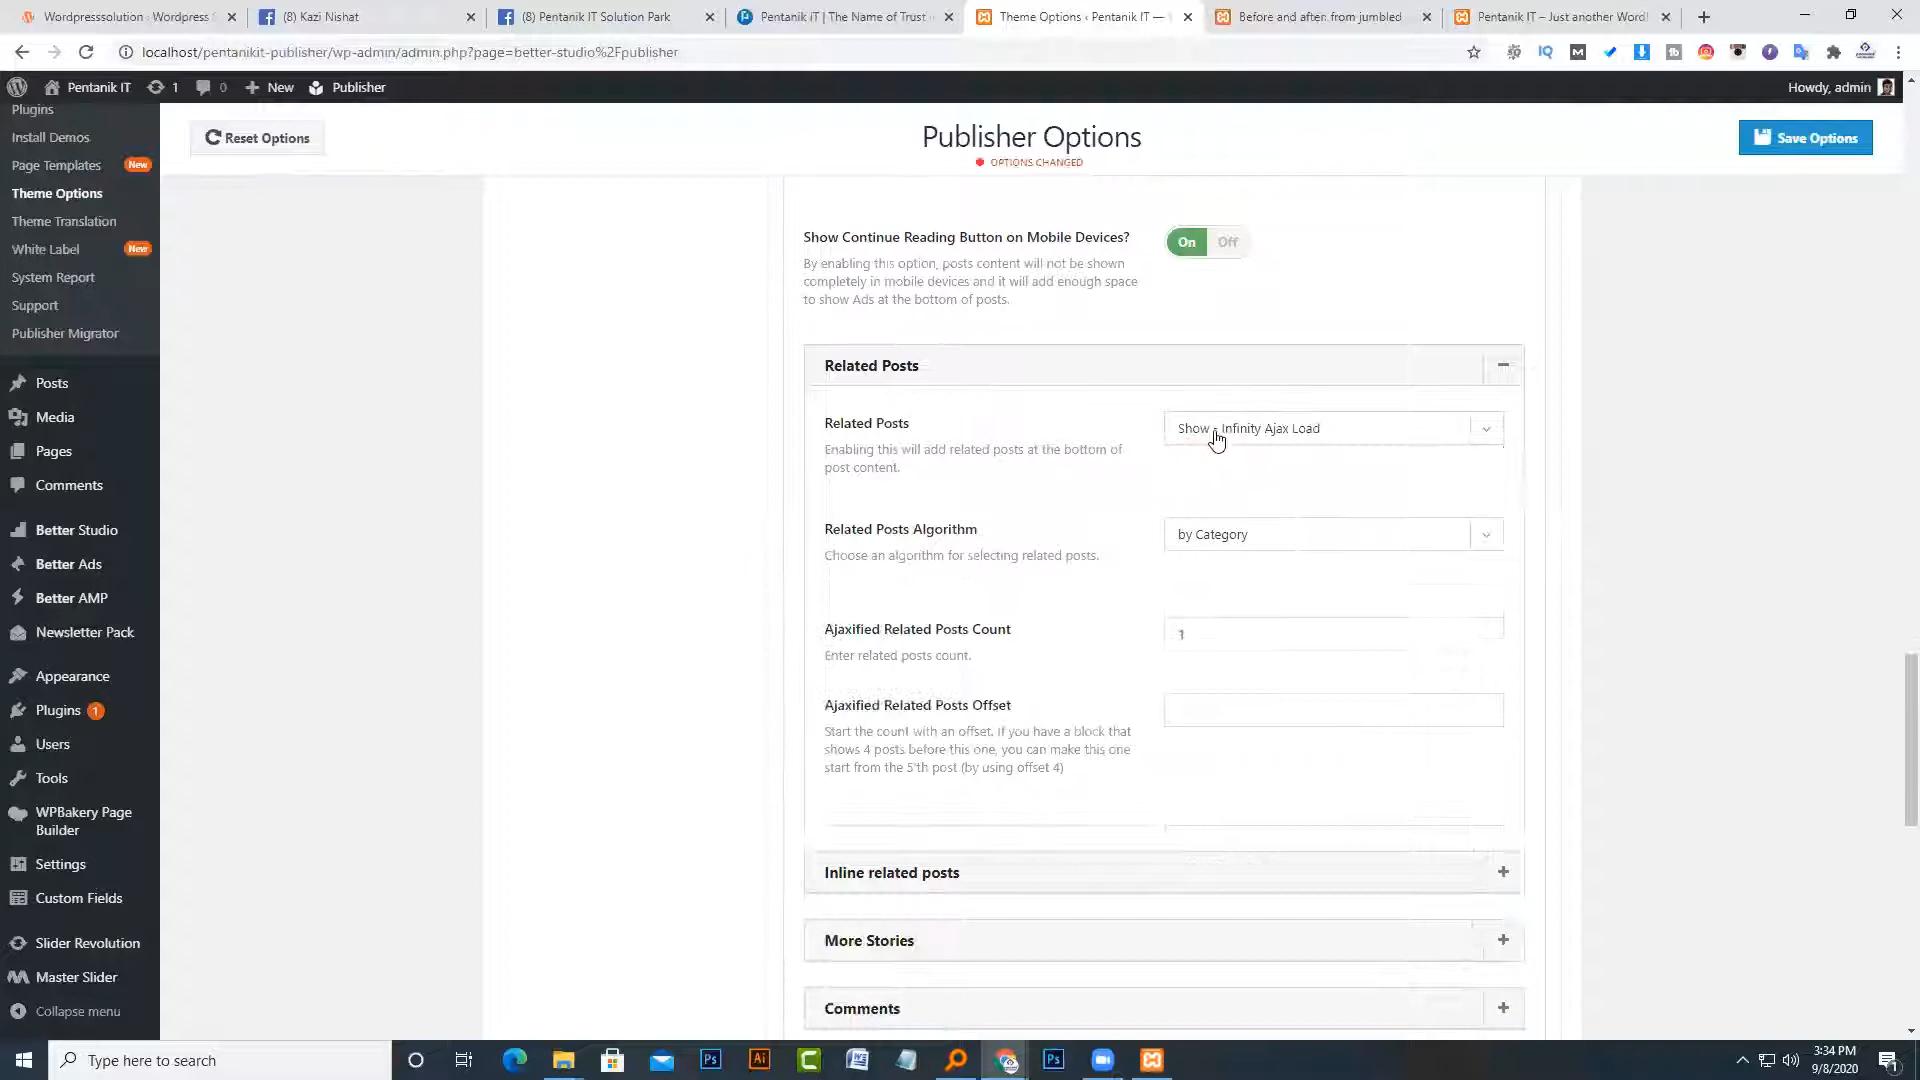 Wordpresssolution - Wordpress S
(8) Kazi Nishat
(8) Pentanik IT Solution Park
Pentanik IT | The Name of Trust
Theme Options ‹ Pentanik IT —
Before and after: from jumbled
Pentanik IT – Just another Word
localhost/pentanikit-publisher/wp-admin/admin.php?page=better-studio%2Fpublisher
Pentanik IT
1
0
New
Publisher
Howdy, admin
Plugins
Install Demos
Page Templates
New
Theme Options
Theme Translation
White Label
New
System Report
Support
Publisher Migrator
Posts
Media
Pages
Comments
Better Studio
Better Ads
Better AMP
Newsletter Pack
Appearance
Plugins 1
Users
Tools
WPBakery Page
Builder
Settings
Custom Fields
Slider Revolution
Master Slider
Collapse menu
Reset Options
Publisher Options
OPTIONS CHANGED
Save Options
Show Continue Reading Button on Mobile Devices?
On Off
By enabling this option, posts content will not be shown
completely in mobile devices and it will add enough space
to show Ads at the bottom of posts.
Related Posts
Related Posts
Show - Infinity Ajax Load
Enabling this will add related posts at the bottom of
post content.
Related Posts Algorithm
by Category
Choose an algorithm for selecting related posts.
Ajaxified Related Posts Count
1
Enter related posts count.
Ajaxified Related Posts Offset
Start the count with an offset. If you have a block that
shows 4 posts before this one, you can make this one
start from the 5'th post (by using offset 4)
Inline related posts
More Stories
Comments
Type here to search
3:34 PM
9/8/2020